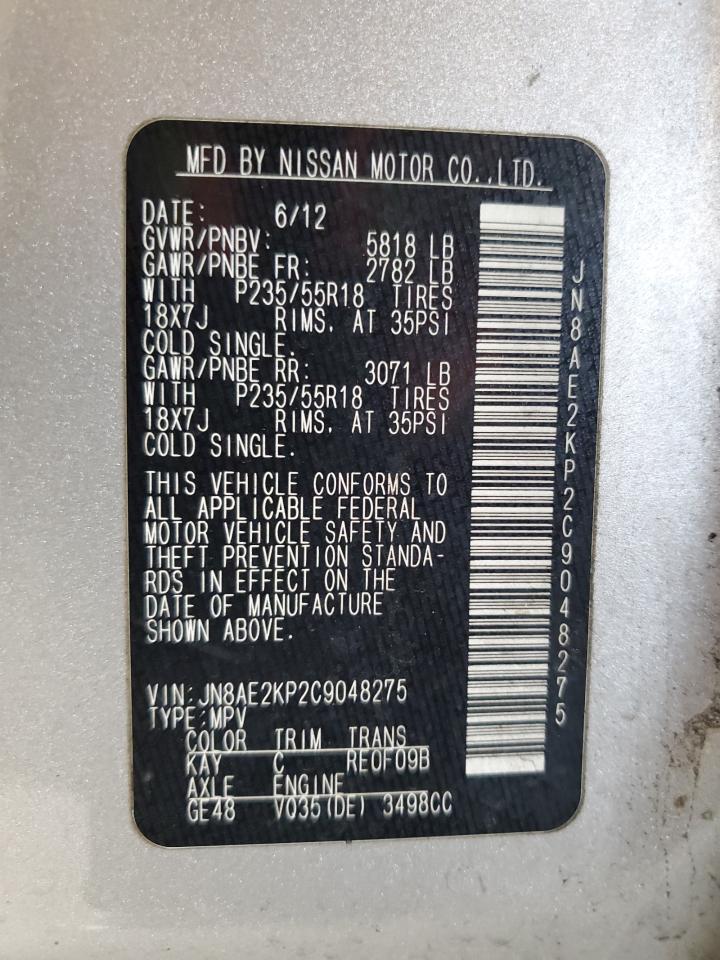 MFD BY NISSAN MOTOR CO.,LTD.
DATE: 6/12
GVWR/PNBV: 5818 LB
GAWR/PNBE FR: 2782 LB
WITH P235/55R18 TIRES
18X7J RIMS. AT 35PSI
COLD SINGLE.
GAWR/PNBE RR: 3071 LB
WITH P235/55R18 TIRES
18X7J RIMS. AT 35PSI
COLD SINGLE.
THIS VEHICLE CONFORMS TO
ALL APPLICABLE FEDERAL
MOTOR VEHICLE SAFETY AND
THEFT PREVENTION STANDA-
RDS IN EFFECT ON THE
DATE OF MANUFACTURE
SHOWN ABOVE.
VIN:JN8AE2KP2C9048275
TYPE:MPV
COLOR TRIM TRANS
KAY C RE0F09B
AXLE ENGINE
GE48 VQ35(DE) 3498CC
JN8AE2KP2C9048275